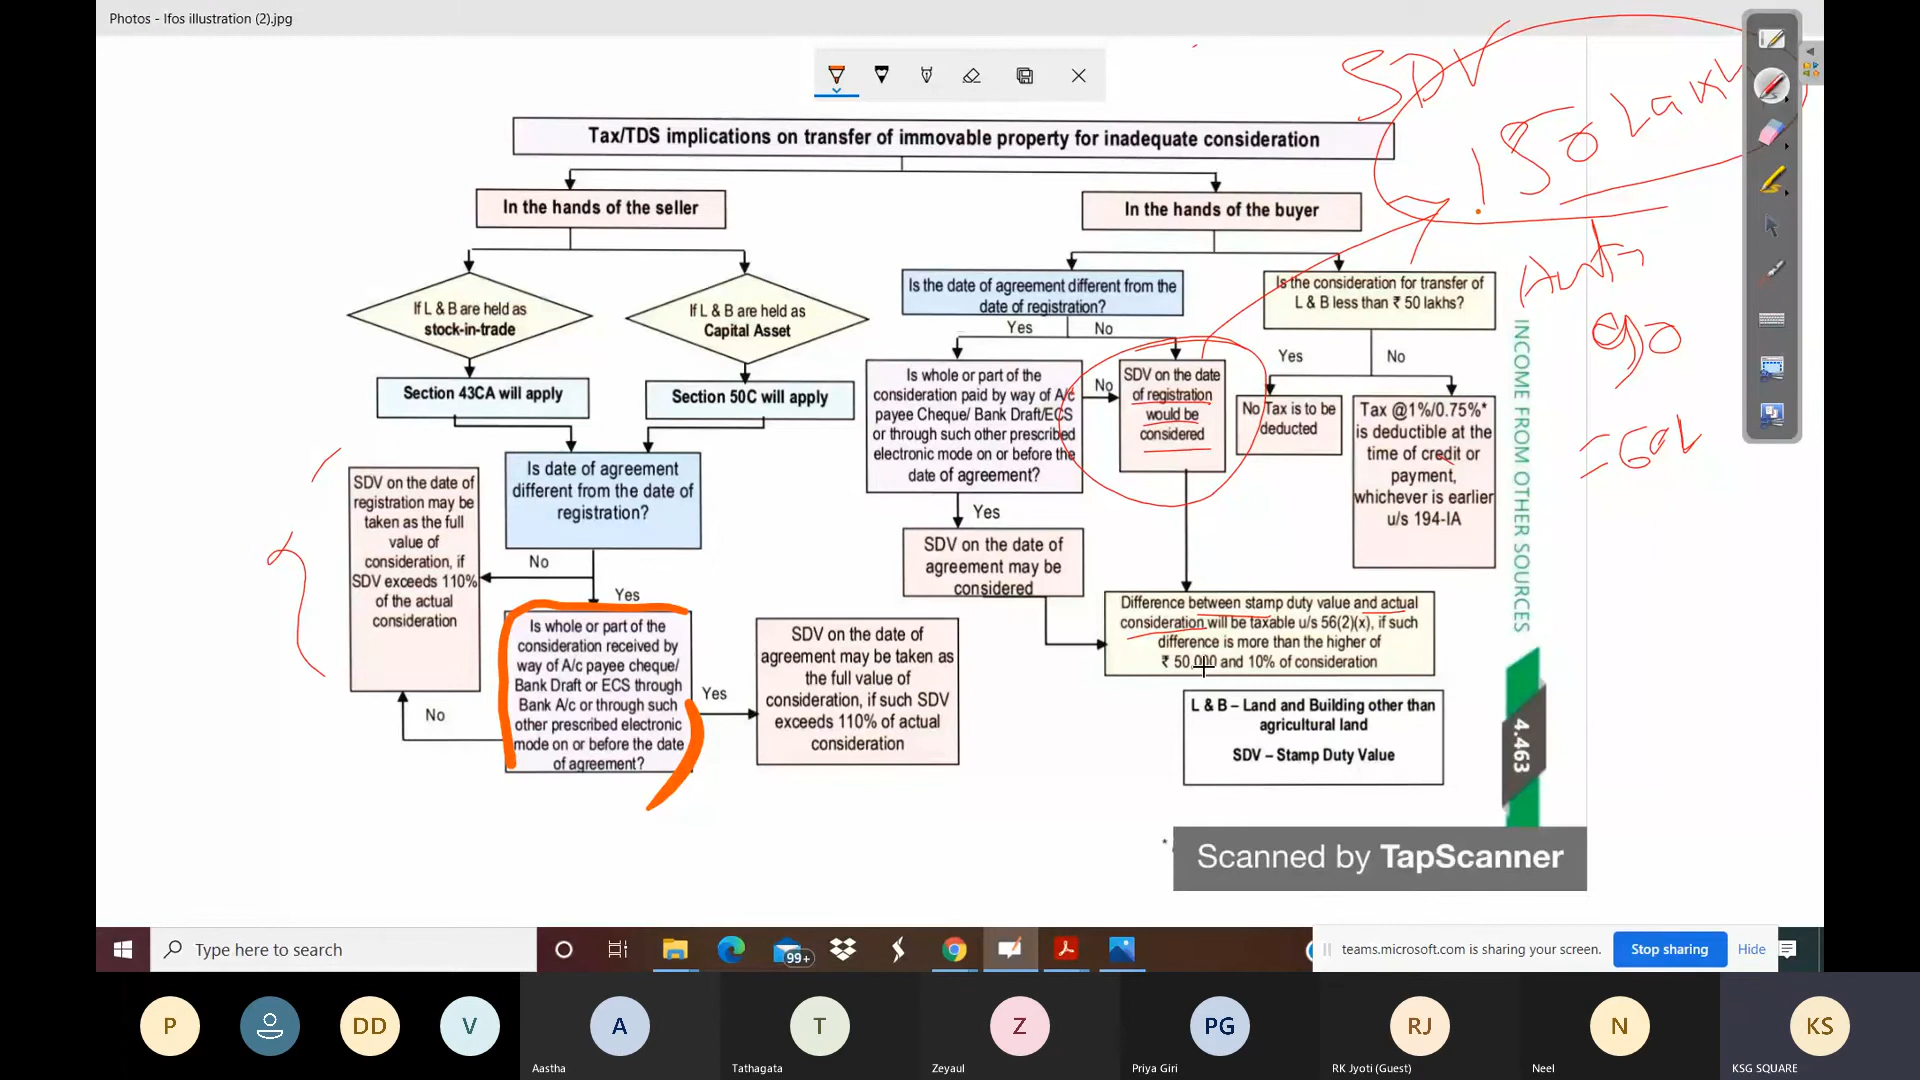 Photos - Ifos illustration (2).jpg
Tax/TDS implications on transfer of immovable property for inadequate consideration
In the hands of the seller
In the hands of the buyer
If L & B are held as
stock-in-trade
If L & B are held as
Capital Asset
Section 43CA will apply
Section 50C will apply
Is date of agreement
different from the date of
registration?
No
Yes
SDV on the date of
registration may be
taken as the full
value of
consideration, if
SDV exceeds 110%
of the actual
consideration
No
Is whole or part of the
consideration received by
way of A/c payee cheque/
Bank Draft or ECS through
Bank A/c or through such
other prescribed electronic
mode on or before the date
of agreement?
Yes
SDV on the date of
agreement may be taken as
the full value of
consideration, if such SDV
exceeds 110% of actual
consideration
Is the date of agreement different from the
date of registration?
Yes
No
Is whole or part of the
consideration paid by way of A/c
payee Cheque/ Bank Draft/ECS
or through such other prescribed
electronic mode on or before the
date of agreement?
No
SDV on the date
of registration
would be
considered
Yes
SDV on the date of
agreement may be
considered
Is the consideration for transfer of
L & B less than ₹ 50 lakhs?
Yes
No
No Tax is to be
deducted
Tax @1%/0.75%*
is deductible at the
time of credit or
payment,
whichever is earlier
u/s 194-IA
Difference between stamp duty value and actual
consideration will be taxable u/s 56(2)(x), if such
difference is more than the higher of
₹ 50,000 and 10% of consideration
L & B – Land and Building other than
agricultural land
SDV – Stamp Duty Value
*
INCOME FROM OTHER SOURCES
4.463
SDV
150 Lakh
= 60L
Scanned by TapScanner
Type here to search
99+
teams.microsoft.com is sharing your screen.
Stop sharing
Hide
P
DD
V
A
T
Z
PG
RJ
N
KS
Aastha
Tathagata
Zeyaul
Priya Giri
RK Jyoti (Guest)
Neel
KSG SQUARE